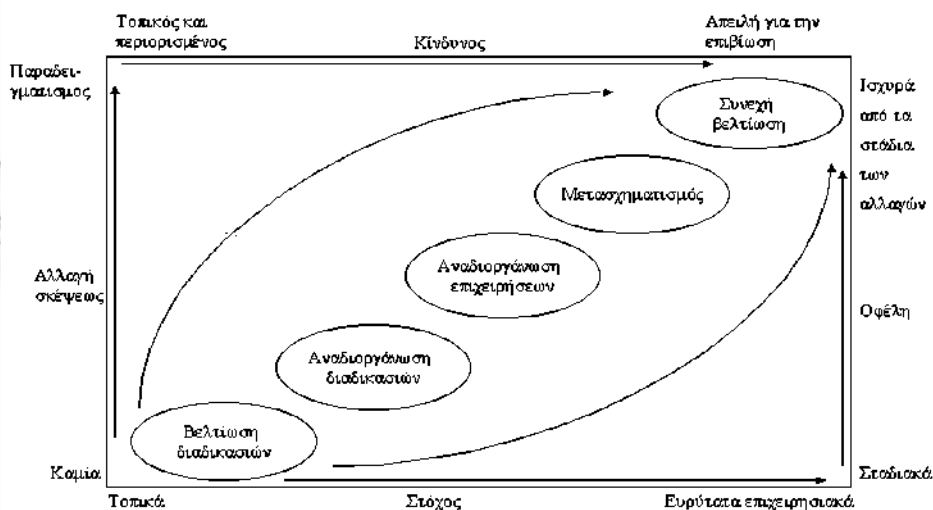 Τοπικός και
περιορισμένος
Κίνδυνος
Απειλή για την
επιβίωση
Παραδει-
γματισμος
Συνεχή
βελτίωση
Ισχυρά
από τα
στάδια
των
αλλαγών
Μετασχηματισμός
Αλλαγή
σκέψεως
Αναδιοργάνωση
επιχειρήσεων
Οφέλη
Αναδιοργάνωση
διαδικασιών
Βελτίωση
διαδικασιών
Καμία
Σταδιακά
Τοπικά
Στόχος
Ευρύτατα επιχειρησιακά